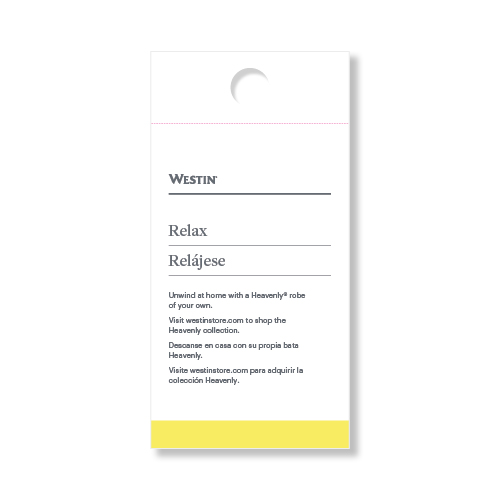 WESTIN
Relax
Relájese
Unwind at home with a Heavenly® robe
of your own.
Visit westinstore.com to shop the
Heavenly collection.
Descanse en casa con su propia bata
Heavenly.
Visite westinstore.com para adquirir la
colección Heavenly.